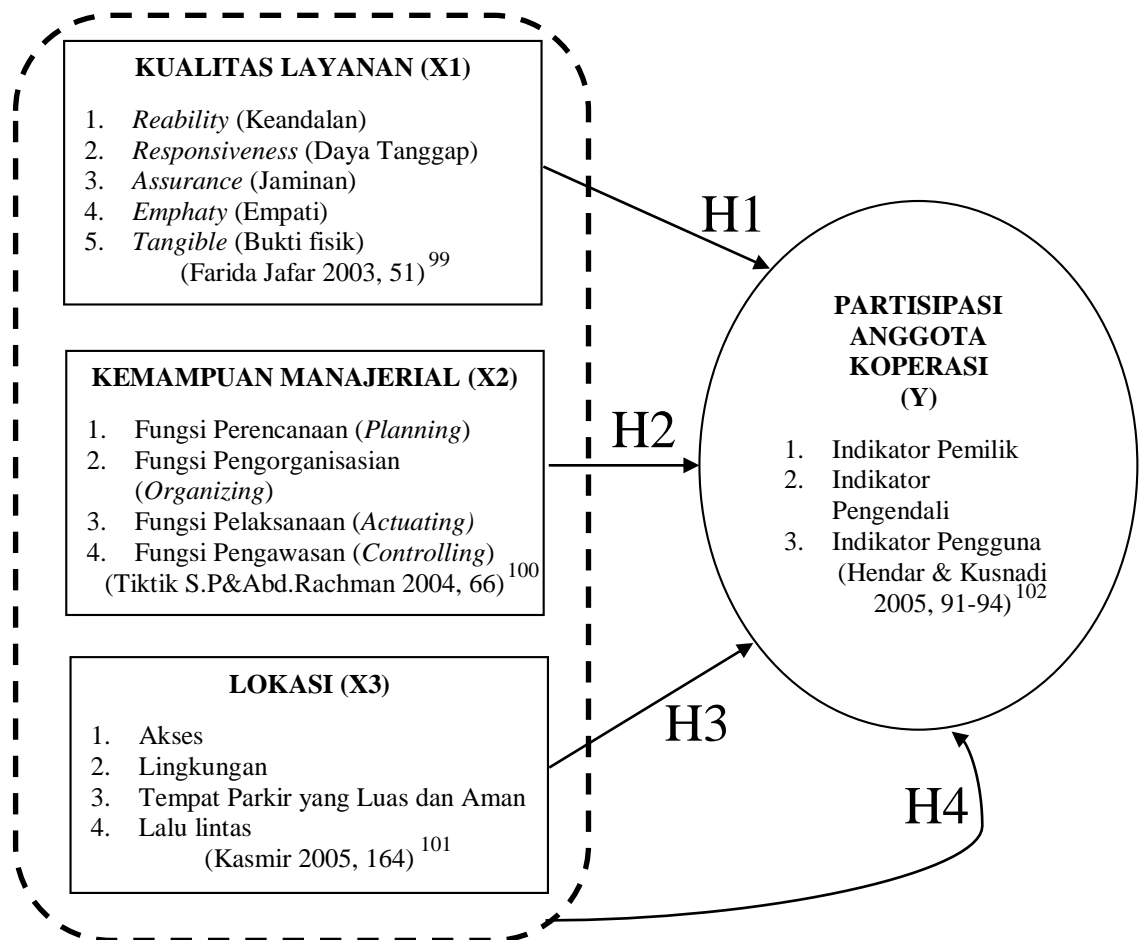 KUALITAS LAYANAN (X1)
1. Reability (Keandalan)
2. Responsiveness (Daya Tanggap)
3. Assurance (Jaminan)
4. Emphaty (Empati)
5. Tangible (Bukti fisik)
(Farida Jafar 2003, 51) 99
H1
KEMAMPUAN MANAJERIAL (X2)
1. Fungsi Perencanaan (Planning)
2. Fungsi Pengorganisasian
(Organizing)
3. Fungsi Pelaksanaan (Actuating)
4. Fungsi Pengawasan (Controlling)
(Tiktik S.P&Abd.Rachman 2004, 66) 100
H2
LOKASI (X3)
1. Akses
2. Lingkungan
3. Tempat Parkir yang Luas dan Aman
4. Lalu lintas
(Kasmir 2005, 164) 101
H3
H4
PARTISIPASI
ANGGOTA
KOPERASI
(Y)
1. Indikator Pemilik
2. Indikator
Pengendali
3. Indikator Pengguna
(Hendar & Kusnadi
2005, 91-94) 102